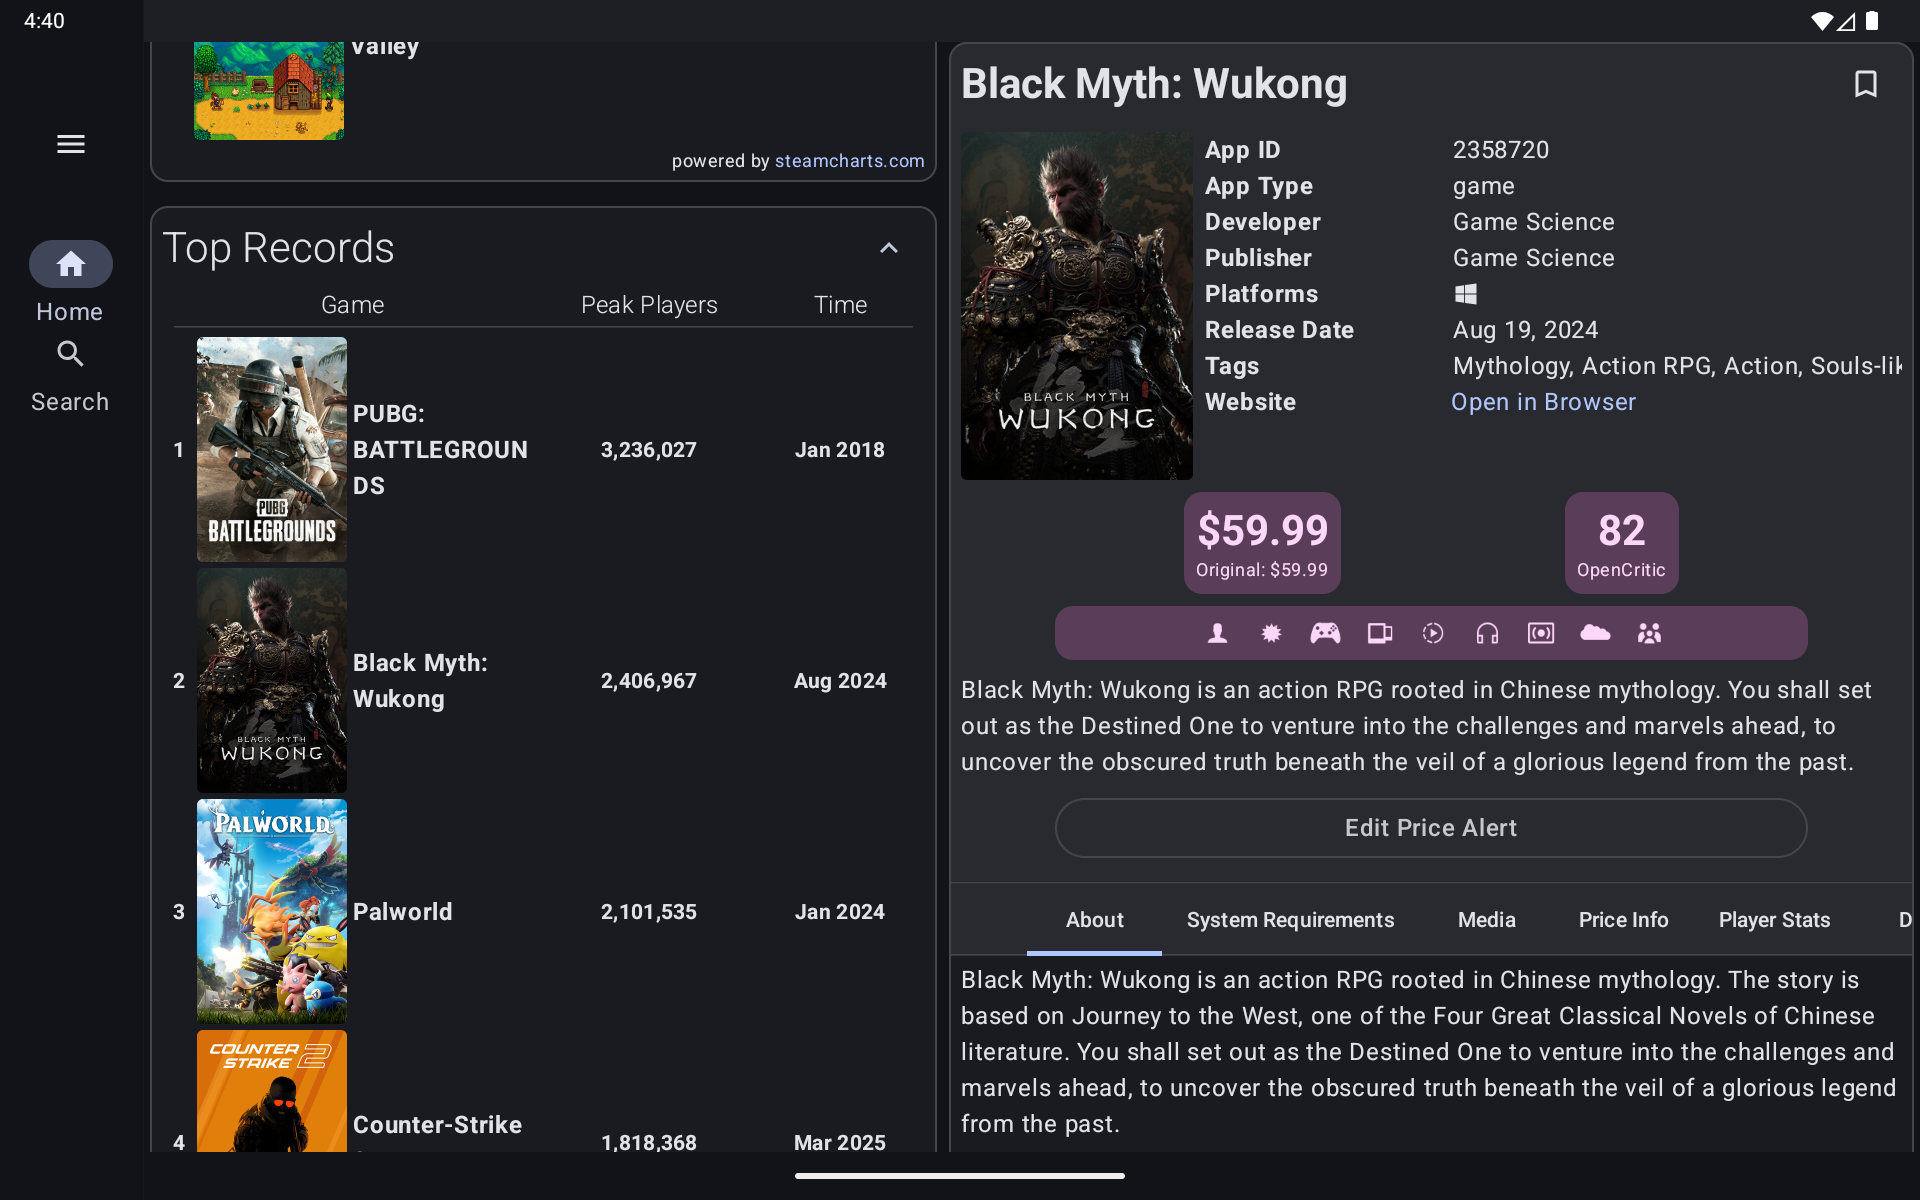 4:40
Valley
powered by steamcharts.com
Home
Search
Top Records
Game Peak Players Time
1 PUBG: BATTLEGROUN DS 3,236,027 Jan 2018
PUBG
BATTLEGROUNDS
2 Black Myth: Wukong 2,406,967 Aug 2024
BLACK MYTH
WUKONG
3 Palworld 2,101,535 Jan 2024
PALWORLD
4 Counter-Strike 1,818,368 Mar 2025
COUNTER
STRIKE 2
Black Myth: Wukong
BLACK MYTH
WUKONG
App ID 2358720
App Type game
Developer Game Science
Publisher Game Science
Platforms
Release Date Aug 19, 2024
Tags Mythology, Action RPG, Action, Souls-lik
Website Open in Browser
$59.99
Original: $59.99
82
OpenCritic
Black Myth: Wukong is an action RPG rooted in Chinese mythology. You shall set
out as the Destined One to venture into the challenges and marvels ahead, to
uncover the obscured truth beneath the veil of a glorious legend from the past.
Edit Price Alert
About System Requirements Media Price Info Player Stats D
Black Myth: Wukong is an action RPG rooted in Chinese mythology. The story is
based on Journey to the West, one of the Four Great Classical Novels of Chinese
literature. You shall set out as the Destined One to venture into the challenges and
marvels ahead, to uncover the obscured truth beneath the veil of a glorious legend
from the past.